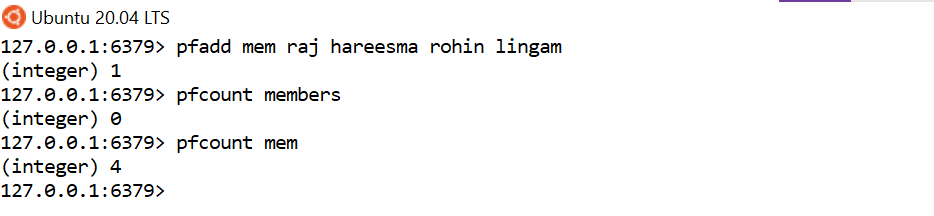 Ubuntu 20.04 LTS
127.0.0.1:6379> pfadd mem raj hareesma rohin lingam
(integer) 1
127.0.0.1:6379> pfcount members
(integer) 0
127.0.0.1:6379> pfcount mem
(integer) 4
127.0.0.1:6379>